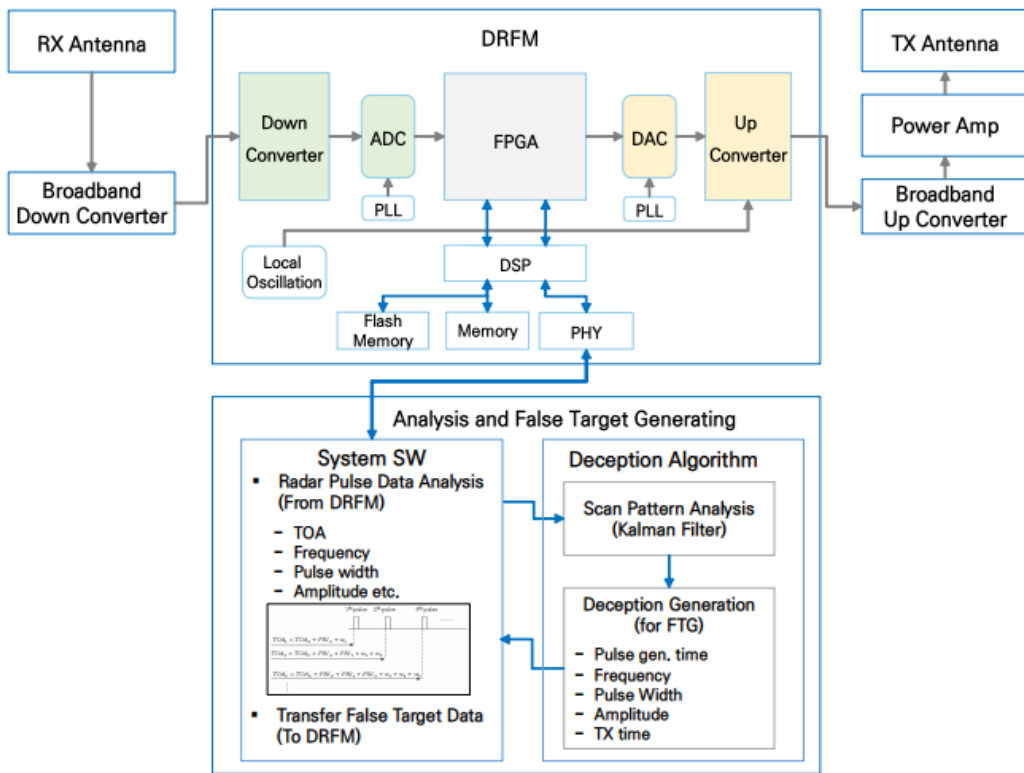 RX Antenna
Broadband
Down Converter
DRFM
Down
Converter
ADC
PLL
FPGA
DAC
PLL
Up
Converter
Local
Oscillation
DSP
Flash
Memory
Memory
PHY
TX Antenna
Power Amp
Broadband
Up Converter
Analysis and False Target Generating
System SW
▪ Radar Pulse Data Analysis
(From DRFM)
− TOA
− Frequency
− Pulse width
− Amplitude etc.
▪ Transfer False Target Data
(To DRFM)
Deception Algorithm
Scan Pattern Analysis
(Kalman Filter)
Deception Generation
(for FTG)
− Pulse gen. time
− Frequency
− Pulse Width
− Amplitude
− TX time